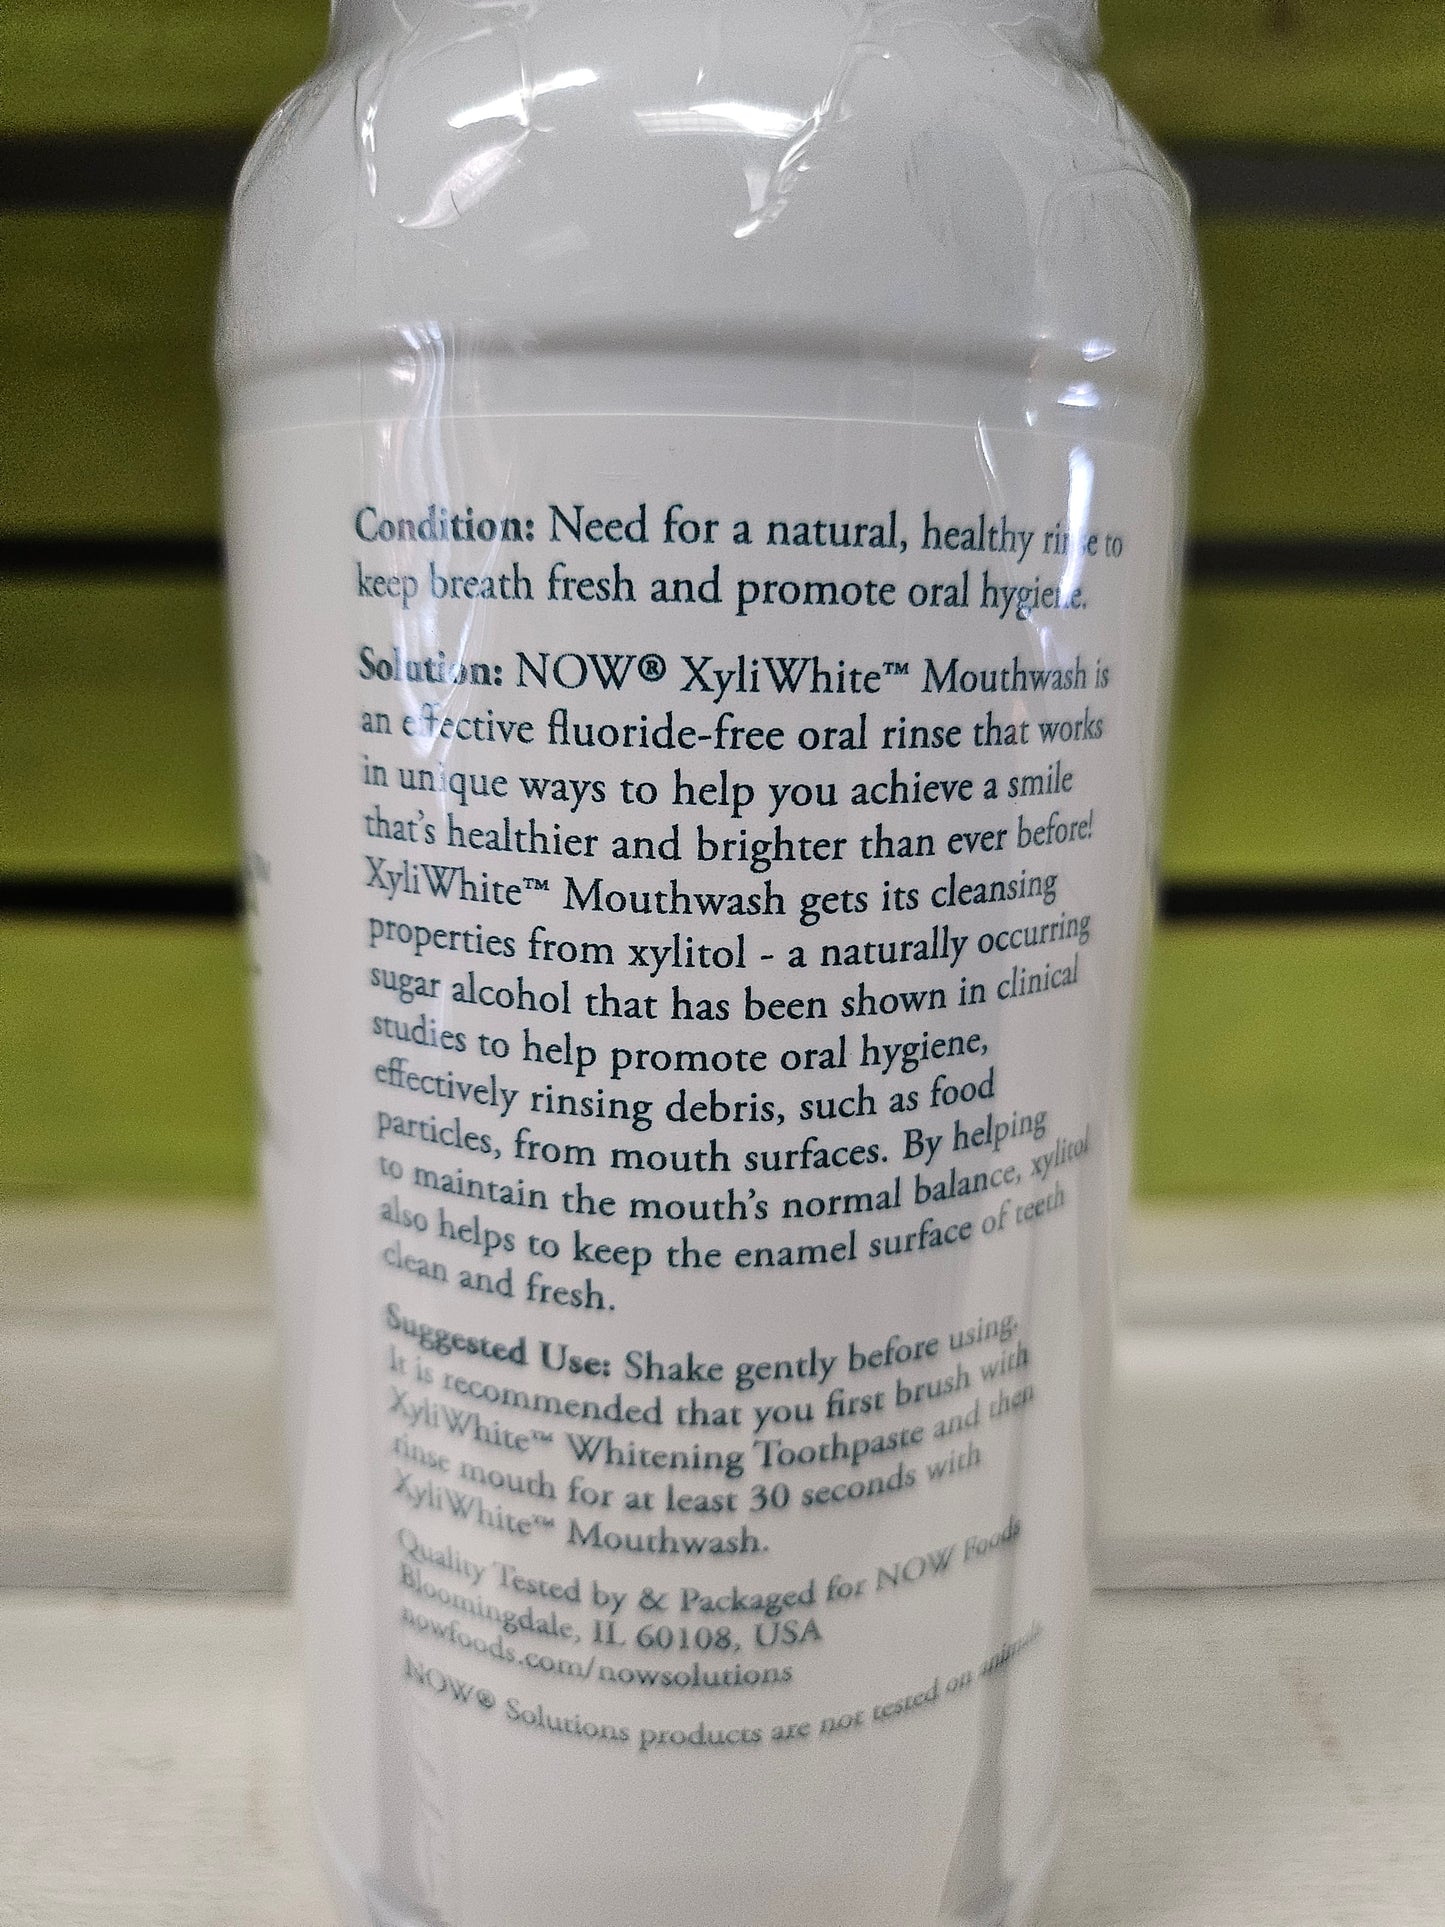 Condition: Need for a natural, healthy rinse to
keep breath fresh and promote oral hygiene.
Solution: NOW® XyliWhite™ Mouthwash is
an effective fluoride-free oral rinse that works
in unique ways to help you achieve a smile
that's healthier and brighter than ever before!
XyliWhite™ Mouthwash gets its cleansing
properties from xylitol - a naturally occurring
sugar alcohol that has been shown in clinical
studies to help promote oral hygiene,
effectively rinsing debris, such as food
particles, from mouth surfaces. By helping
to maintain the mouth's normal balance, xylitol
also helps to keep the enamel surface of teeth
clean and fresh.
Suggested Use: Shake gently before using.
It is recommended that you first brush with
XyliWhite™ Whitening Toothpaste and then
rinse mouth for at least 30 seconds with
XyliWhite™ Mouthwash.
Quality Tested by & Packaged for NOW Foods
Bloomingdale, IL 60108, USA
nowfoods.com/nowsolutions
NOW® Solutions products are not tested on animals